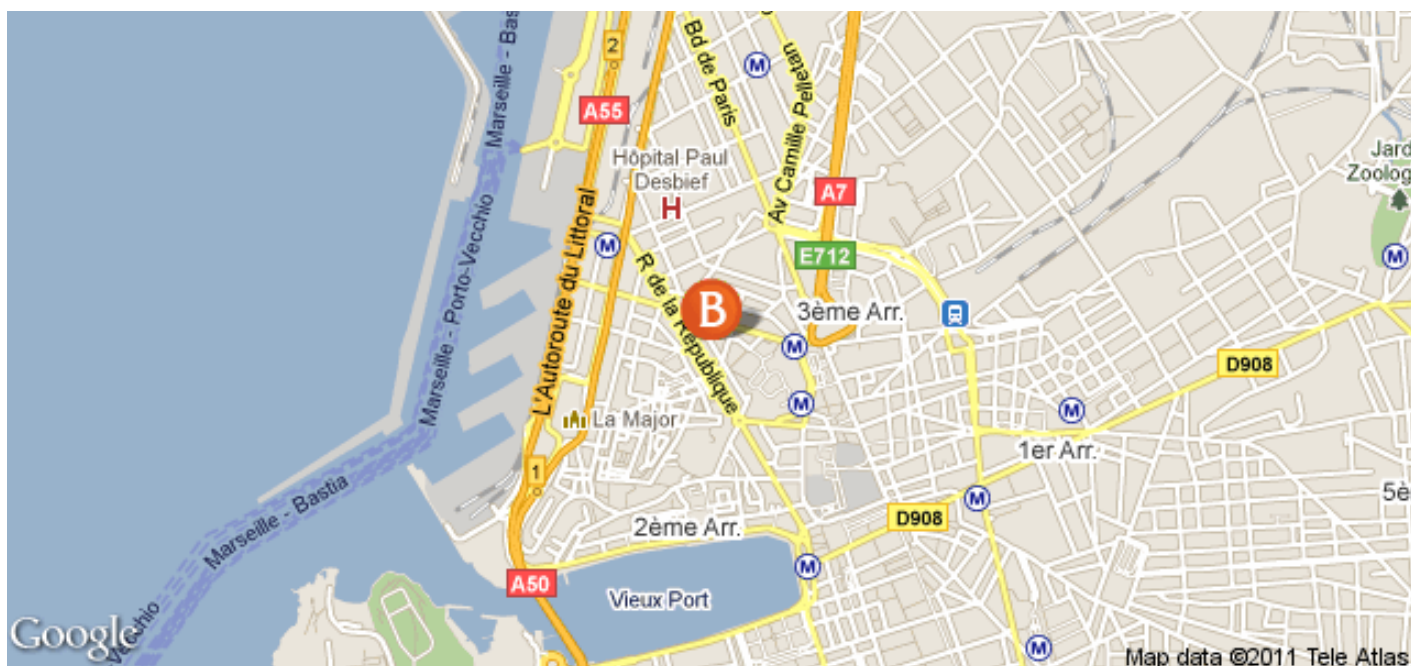 Marseille - Bas
2
Bd de Paris
M
Av Camille Pelletan
A55
Hôpital Paul
Desbief
H
A7
Jard
Zoolog
L'Autoroute du Littoral
M
E712
M
Marseille - Porto-Vecchio
R de la République
B
3ème Arr.
M
D908
M
M
La Major
1er Arr.
1
Marseille - Bastia
M
5è
2ème Arr.
D908
M
A50
Vieux Port
Vecchio
Google
M
Map data ©2011 Tele Atlas